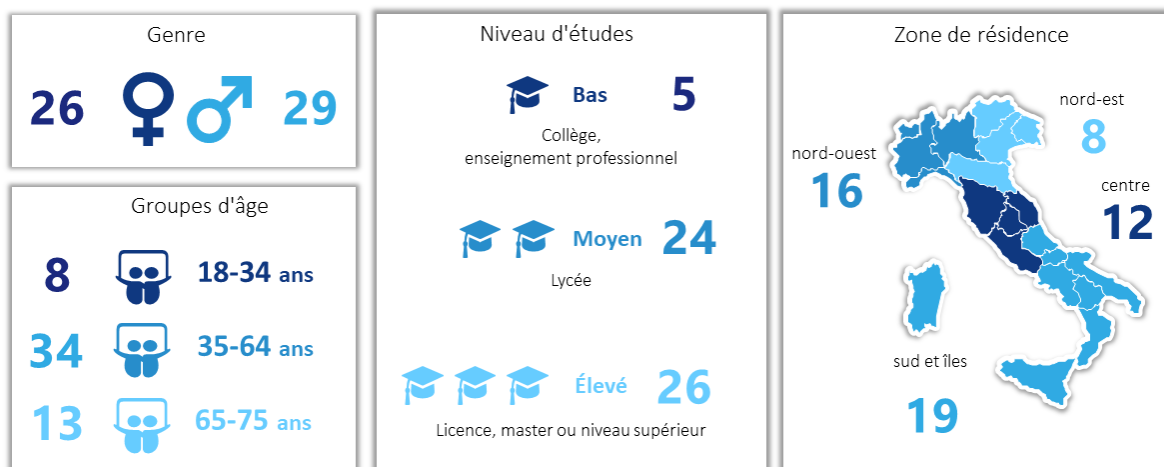 Genre
26
29
Groupes d'âge
8
18-34 ans
34
35-64 ans
13
65-75 ans
Niveau d'études
Bas
5
Collège,
enseignement professionnel
Moyen
24
Lycée
Élevé
26
Licence, master ou niveau supérieur
Zone de résidence
nord-est
8
nord-ouest
16
centre
12
sud et îles
19